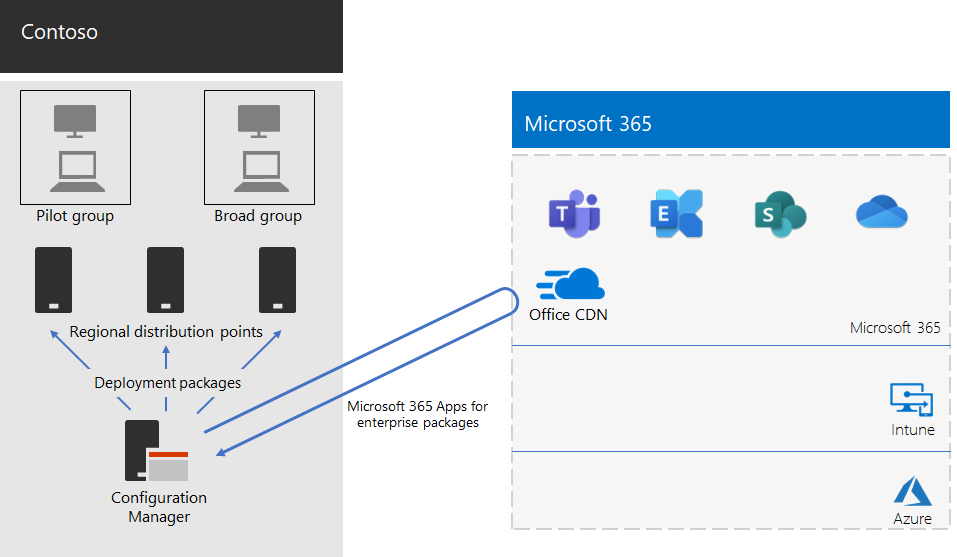 Contoso
Pilot group
Broad group
Regional distribution points
Deployment packages
Configuration
Manager
Microsoft 365 Apps for
enterprise packages
Microsoft 365
T
E
S
Office CDN
Microsoft 365
Intune
Azure